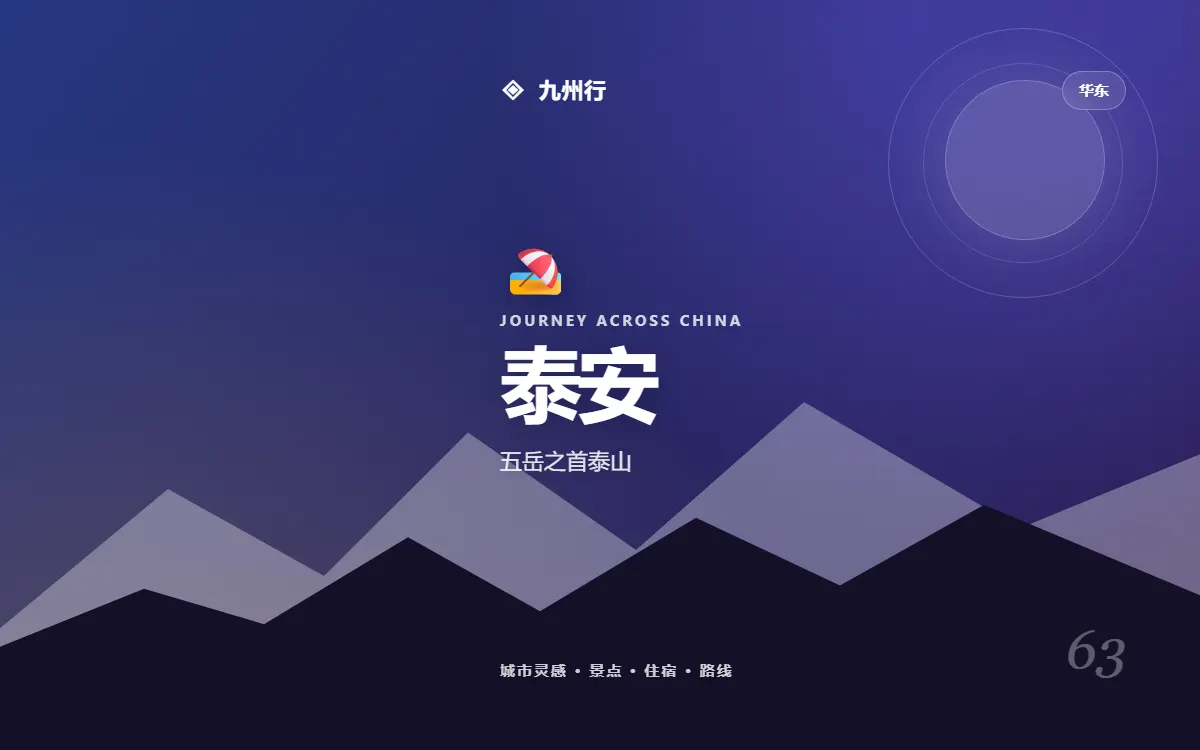 九州行
华东
JOURNEY ACROSS CHINA
泰安
五岳之首泰山
城市灵感 • 景点 • 住宿 • 路线
63